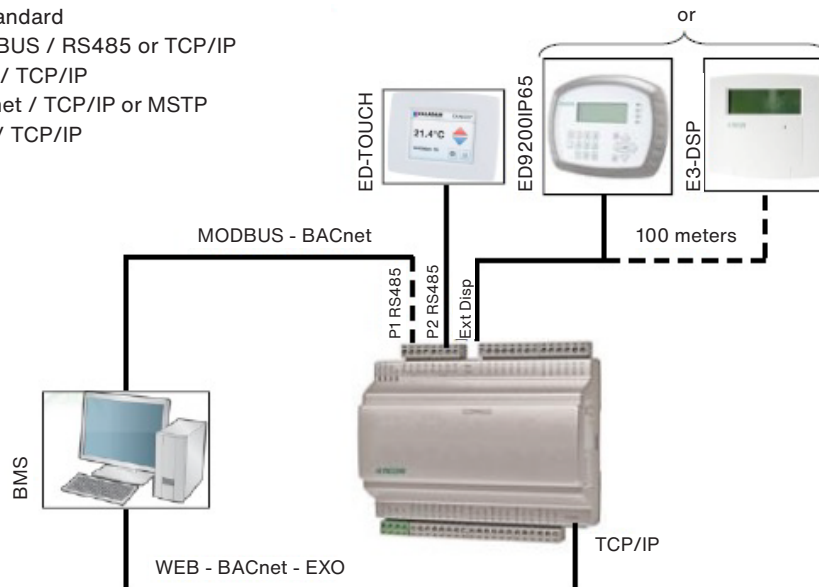 andard
BUS / RS485 or TCP/IP
/ TCP/IP
net / TCP/IP or MSTP
/ TCP/IP
or
ED-TOUCH
21.4°C
ED9200IP65
E3-DSP
MODBUS - BACnet
100 meters
P1 RS485
P2 RS485
Ext Disp
BMS
TCP/IP
WEB - BACnet - EXO